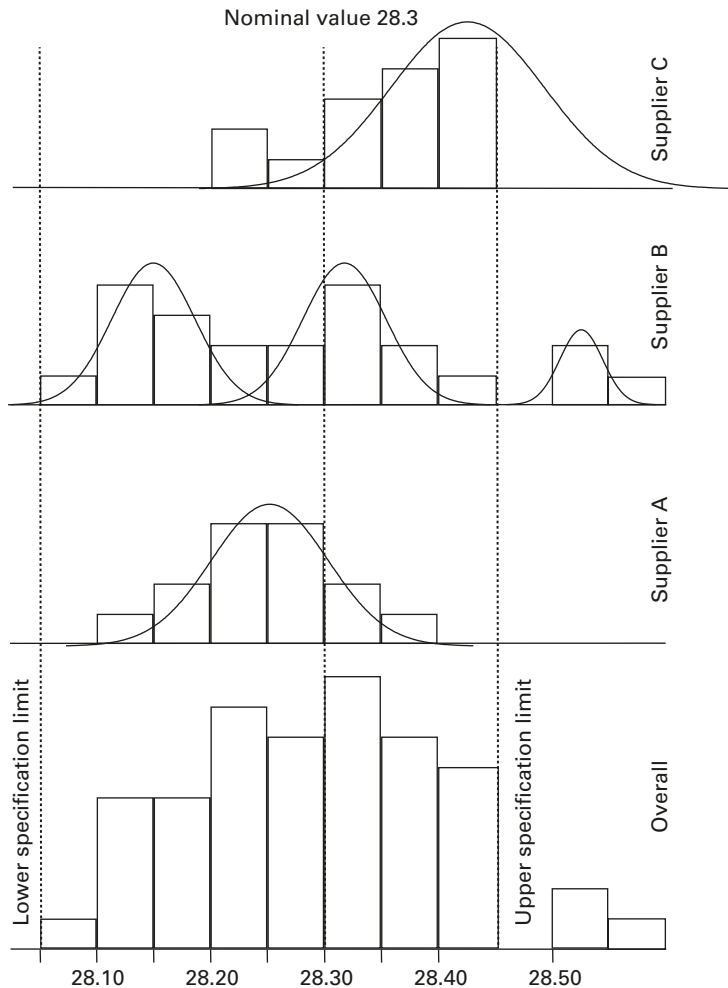 Nominal value 28.3
Supplier C
Supplier B
Supplier A
Lower specification limit
Upper specification limit
Overall
28.10 28.20 28.30 28.40 28.50